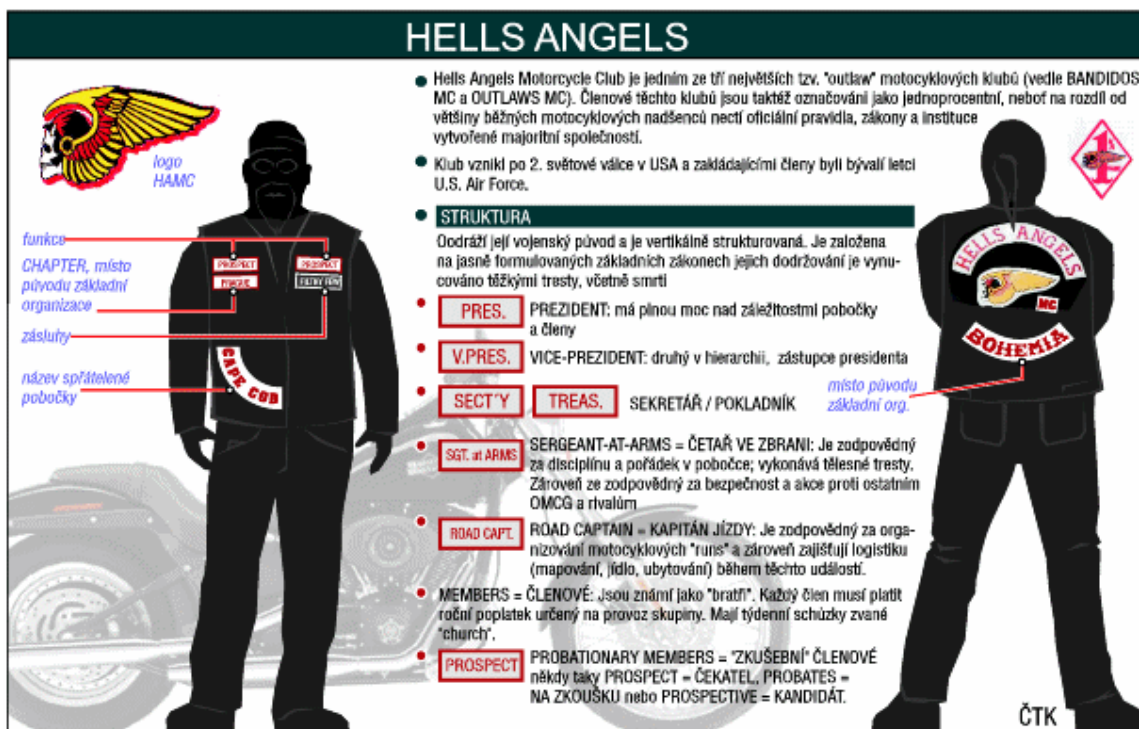 HELLS ANGELS
logo
HAMC
funkce
CHAPTER, místo
původu základní
organizace
zásluhy
název spřátelené
pobočky
PROSPECT
PROSPECT
PRAGUE
FILTHY FEW
CAPE COD
Hells Angels Motorcycle Club je jedním ze tří největších tzv. "outlaw" motocyklových klubů (vedle BANDIDOS
MC a OUTLAWS MC). Členové těchto klubů jsou taktéž označováni jako jednoprocentní, neboť na rozdíl od
většiny běžných motocyklových nadšenců nectí oficiální pravidla, zákony a instituce
vytvořené majoritní společností.
Klub vznikl po 2. světové válce v USA a zakládajícími členy byli bývalí letci
U.S. Air Force.
STRUKTURA
Oodráží její vojenský původ a je vertikálně strukturovaná. Je založena
na jasně formulovaných základních zákonech jejich dodržování je vynu-
cováno těžkými tresty, včetně smrti
PRES.
PREZIDENT: má plnou moc nad záležitostmi pobočky
a členy
V.PRES.
VICE-PREZIDENT: druhý v hierarchii, zástupce presidenta
SECT'Y
TREAS.
SEKRETÁŘ / POKLADNÍK
SGT. at ARMS
SERGEANT-AT-ARMS = ČETAŘ VE ZBRANI: Je zodpovědný
za disciplínu a pořádek v pobočce; vykonává tělesné tresty.
Zároveň ze zodpovědný za bezpečnost a akce proti ostatním
OMCG a rivalům
ROAD CAPT.
ROAD CAPTAIN = KAPITÁN JÍZDY: Je zodpovědný za orga-
nizování motocyklových "runs" a zároveň zajišťují logistiku
(mapování, jídlo, ubytování) během těchto událostí.
MEMBERS = ČLENOVÉ: Jsou známí jako "bratři". Každý člen musí platit
roční poplatek určený na provoz skupiny. Mají týdenní schůzky zvané
"church".
PROSPECT
PROBATIONARY MEMBERS = "ZKUŠEBNÍ" ČLENOVÉ
někdy taky PROSPECT = ČEKATEL, PROBATES =
NA ZKOUŠKU nebo PROSPECTIVE = KANDIDÁT.
1%
HELLS ANGELS
MC
BOHEMIA
místo původu
základní org.
ČTK